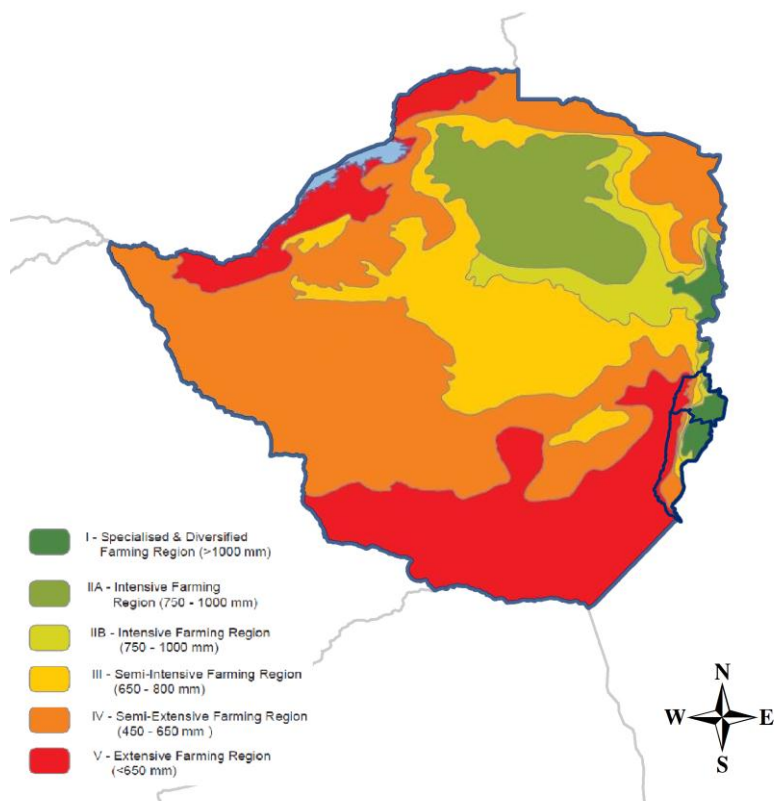 I - Specialised & Diversified
Farming Region (>1000 mm)
IIA - Intensive Farming
Region (750 - 1000 mm)
IIB - Intensive Farming Region
(750 - 1000 mm)
III - Semi-Intensive Farming Region
(650 - 800 mm)
IV - Semi-Extensive Farming Region
(450 - 650 mm )
V - Extensive Farming Region
(<650 mm)
N
W E
S